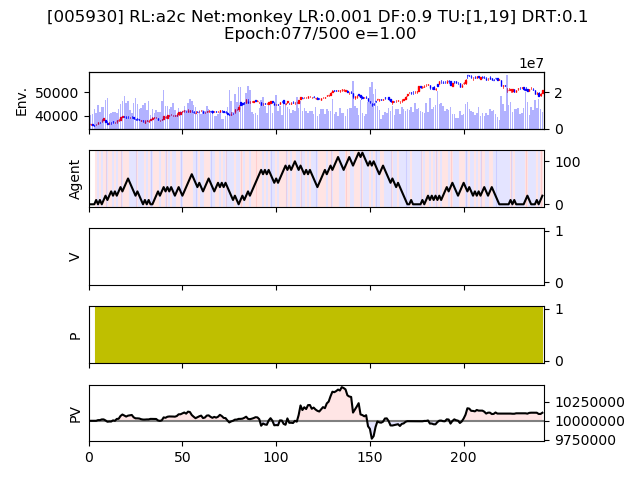 [005930] RL:a2c Net:monkey LR:0.001 DF:0.9 TU:[1,19] DRT:0.1
Epoch:077/500 e=1.00
1e7
Env.
50000
40000
2
0
Agent
100
0
V
1
0
P
1
0
PV
10250000
10000000
9750000
0 50 100 150 200